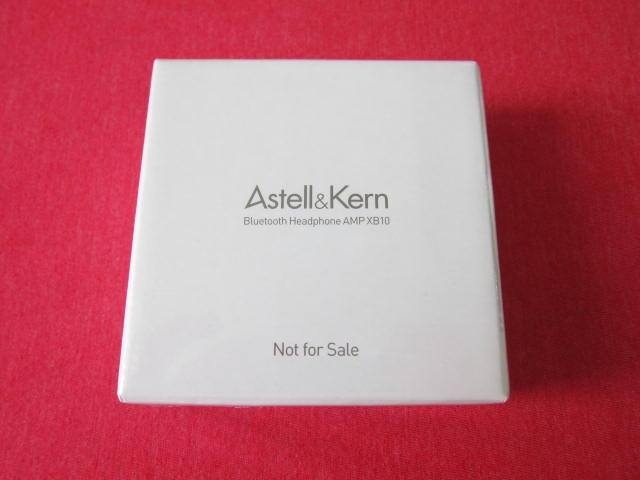 Astell&Kern
Bluetooth Headphone AMP XB10
Not for Sale